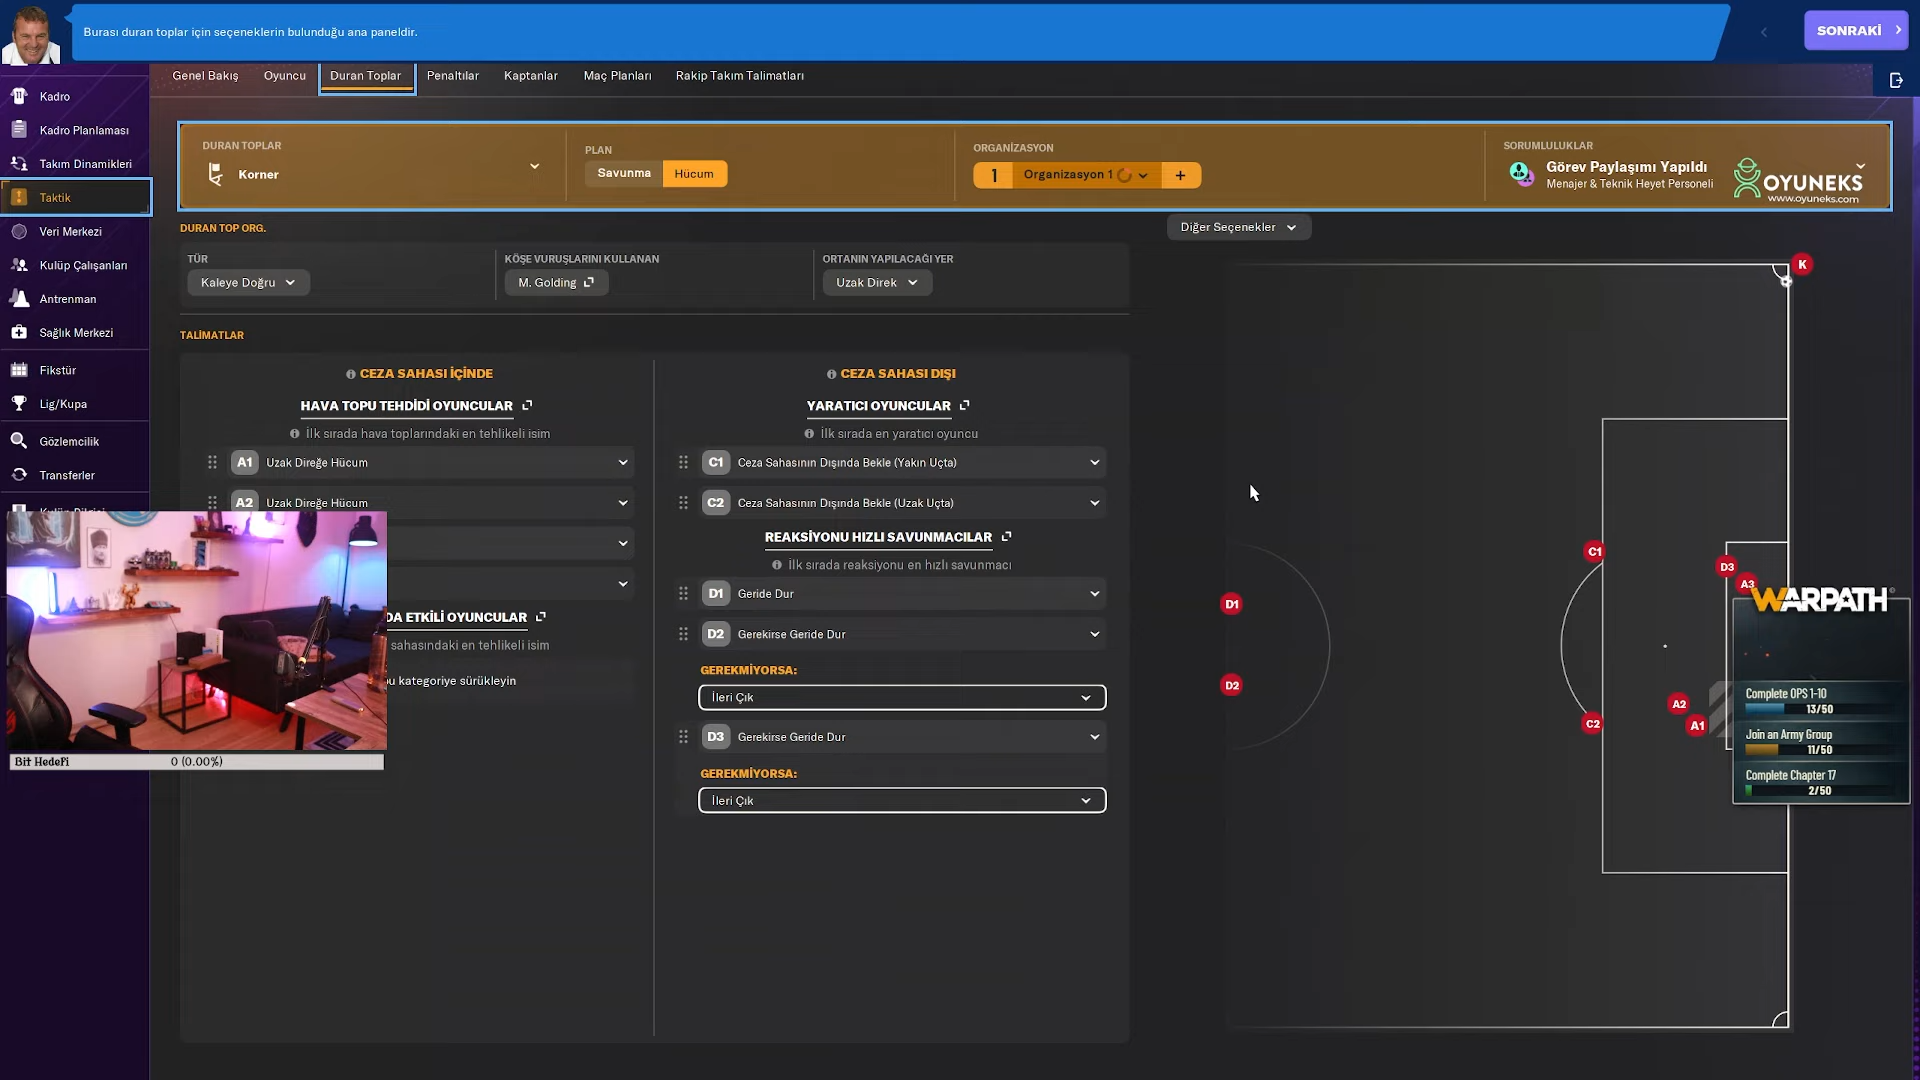 Burası duran toplar için seçeneklerin bulunduğu ana paneldir.
SONRAKİ
Genel Bakış
Oyuncu
Duran Toplar
Penaltılar
Kaptanlar
Maç Planları
Rakip Takım Talimatları
Kadro
Kadro Planlaması
Takım Dinamikleri
Taktik
Veri Merkezi
Kulüp Çalışanları
Antrenman
Sağlık Merkezi
Fikstür
Lig/Kupa
Gözlemcilik
Transferler
DURAN TOPLAR
Korner
PLAN
Savunma
Hücum
ORGANİZASYON
1
Organizasyon 1
+
SORUMLULUKLAR
Görev Paylaşımı Yapıldı
Menajer & Teknik Heyet Personeli
OYUNEKS
www.oyuneks.com
DURAN TOP ORG.
Diğer Seçenekler
TÜR
Kaleye Doğru
KÖŞE VURUŞLARINI KULLANAN
M. Golding
ORTANIN YAPILACAĞI YER
Uzak Direk
TALİMATLAR
CEZA SAHASI İÇİNDE
HAVA TOPU TEHDİDİ OYUNCULAR
İlk sırada hava toplarındaki en tehlikeli isim
A1 Uzak Direğe Hücum
A2 Uzak Direğe Hücum
DA ETKİLİ OYUNCULAR
sahasındaki en tehlikeli isim
u kategoriye sürükleyin
CEZA SAHASI DIŞI
YARATICI OYUNCULAR
İlk sırada en yaratıcı oyuncu
C1 Ceza Sahasının Dışında Bekle (Yakın Uçta)
C2 Ceza Sahasının Dışında Bekle (Uzak Uçta)
REAKSİYONU HIZLI SAVUNMACILAR
İlk sırada reaksiyonu en hızlı savunmacı
D1 Geride Dur
D2 Gerekirse Geride Dur
GEREKMİYORSA:
İleri Çık
D3 Gerekirse Geride Dur
GEREKMİYORSA:
İleri Çık
Bit Hedefi 0 (0.00%)
K
C1
D3
A3
D1
D2
A2
A1
C2
WARPATH
Complete OPS 1-10
13/50
Join an Army Group
11/50
Complete Chapter 17
2/50